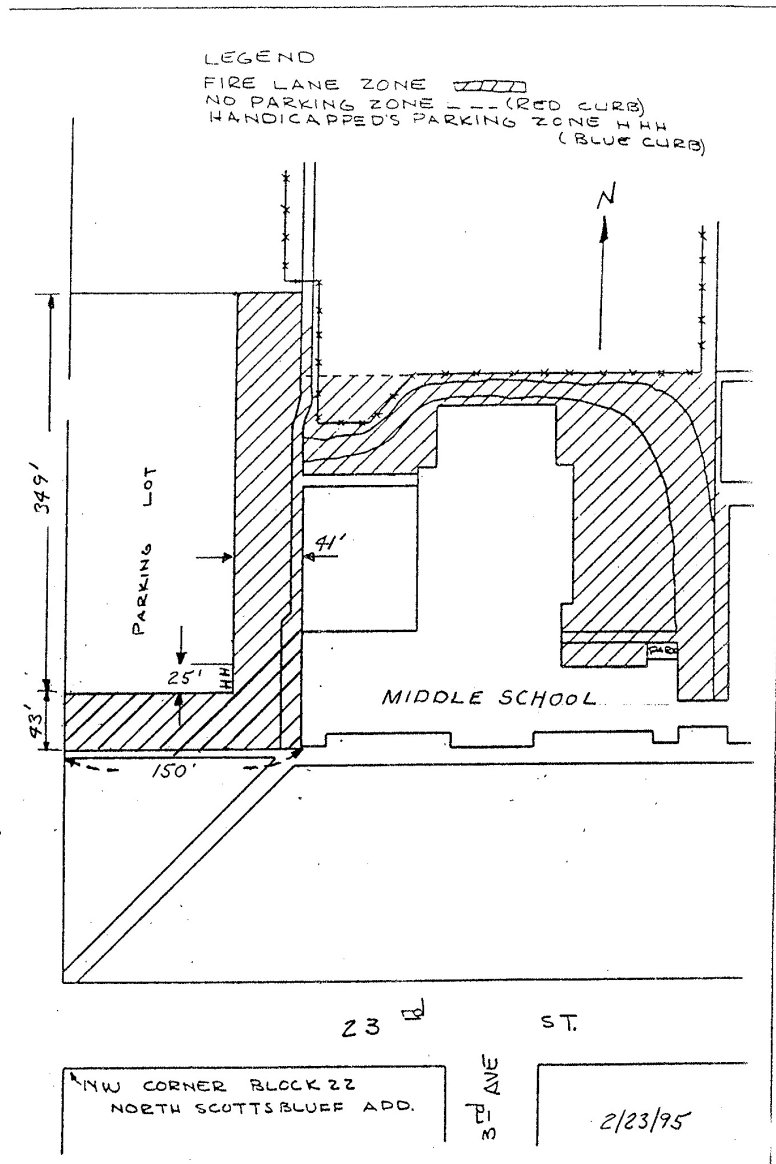 LEGEND
FIRE LANE ZONE
NO PARKING ZONE _ _ _ (RED CURB)
HANDICAPPED'S PARKING ZONE HHH
(BLUE CURB)
N
349'
PARKING LOT
41'
25'
HH
PARK
43'
MIDDLE SCHOOL
150'
23 rd ST.
NW CORNER BLOCK 22
NORTH SCOTTSBLUFF ADD.
3rd AVE
2/23/95